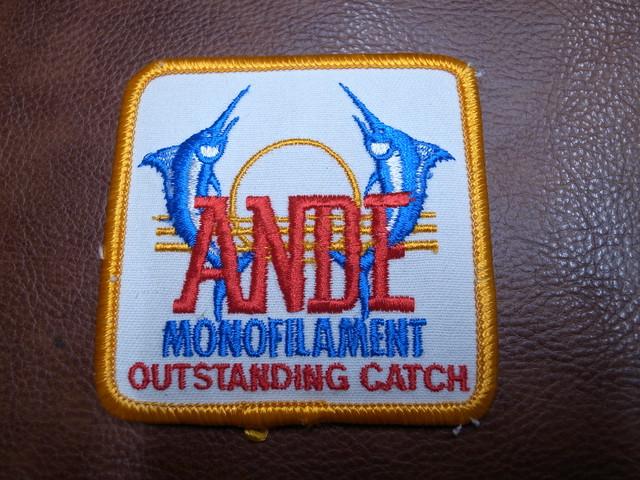 ANDE
MONOFILAMENT
OUTSTANDING CATCH